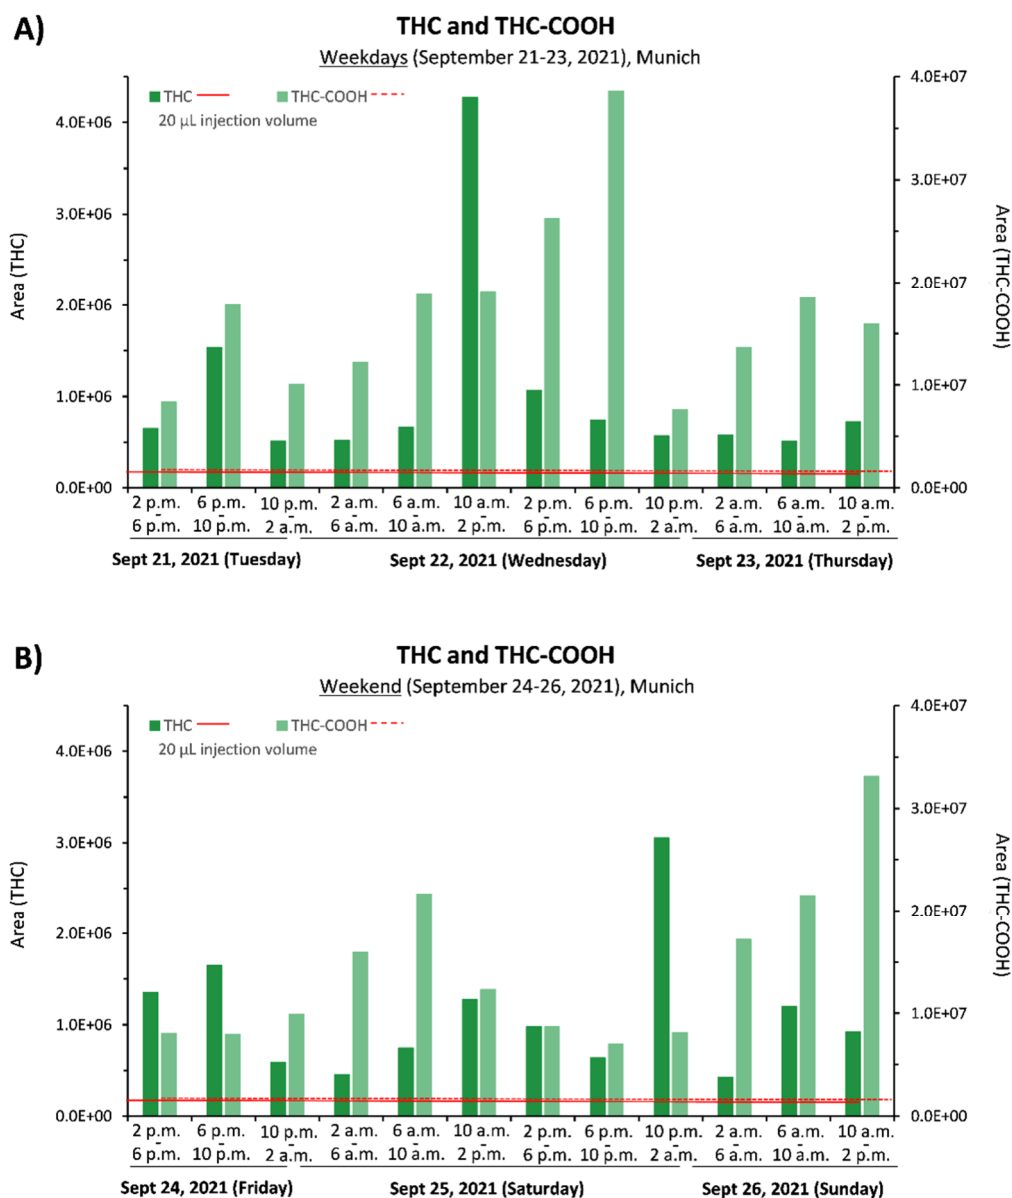 A)
THC and THC-COOH
Weekdays (September 21-23, 2021), Munich
THC
THC-COOH
20 µL injection volume
Area (THC)
4.0E+06
3.0E+06
2.0E+06
1.0E+06
0.0E+00
4.0E+07
3.0E+07
2.0E+07
1.0E+07
0.0E+00
Area (THC-COOH)
2 p.m. - 6 p.m.
6 p.m. - 10 p.m.
10 p.m. - 2 a.m.
2 a.m. - 6 a.m.
6 a.m. - 10 a.m.
10 a.m. - 2 p.m.
2 p.m. - 6 p.m.
6 p.m. - 10 p.m.
10 p.m. - 2 a.m.
2 a.m. - 6 a.m.
6 a.m. - 10 a.m.
10 a.m. - 2 p.m.
Sept 21, 2021 (Tuesday)
Sept 22, 2021 (Wednesday)
Sept 23, 2021 (Thursday)
B)
THC and THC-COOH
Weekend (September 24-26, 2021), Munich
THC
THC-COOH
20 µL injection volume
Area (THC)
4.0E+06
3.0E+06
2.0E+06
1.0E+06
0.0E+00
4.0E+07
3.0E+07
2.0E+07
1.0E+07
0.0E+00
Area (THC-COOH)
2 p.m. - 6 p.m.
6 p.m. - 10 p.m.
10 p.m. - 2 a.m.
2 a.m. - 6 a.m.
6 a.m. - 10 a.m.
10 a.m. - 2 p.m.
2 p.m. - 6 p.m.
6 p.m. - 10 p.m.
10 p.m. - 2 a.m.
2 a.m. - 6 a.m.
6 a.m. - 10 a.m.
10 a.m. - 2 p.m.
Sept 24, 2021 (Friday)
Sept 25, 2021 (Saturday)
Sept 26, 2021 (Sunday)